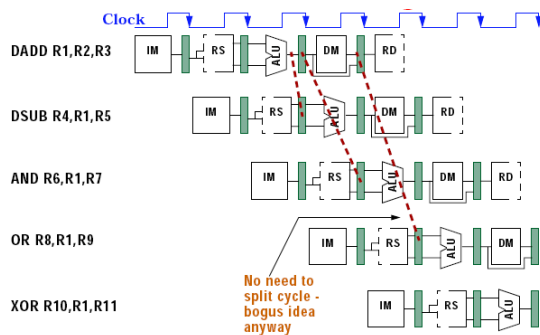 Clock
DADD R1,R2,R3
IM RS ALU DM RD
DSUB R4,R1,R5
IM RS ALU DM RD
AND R6,R1,R7
IM RS ALU DM RD
OR R8,R1,R9
IM RS ALU DM
No need to
split cycle -
bogus idea
anyway
XOR R10,R1,R11
IM RS ALU